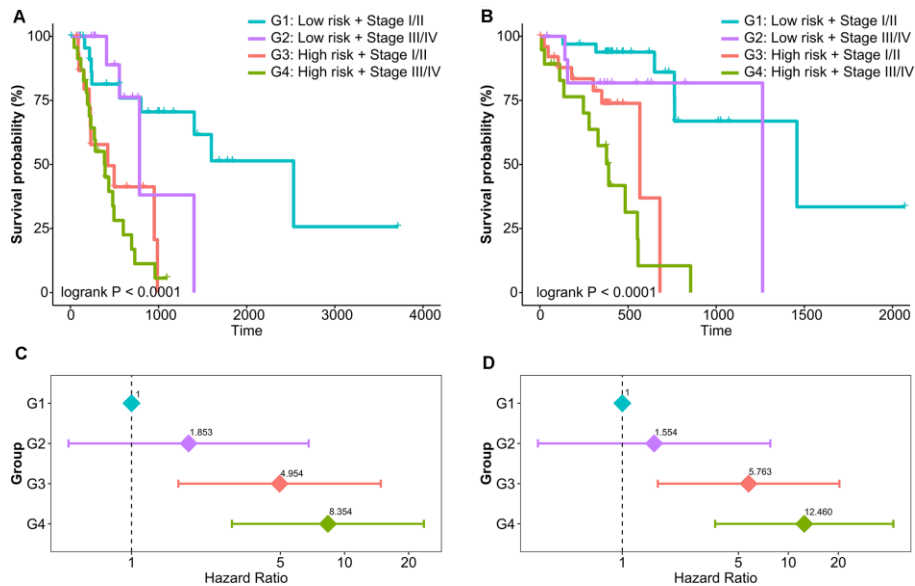 A
G1: Low risk + Stage I/II
G2: Low risk + Stage III/IV
G3: High risk + Stage I/II
G4: High risk + Stage III/IV
Survival probability (%)
100
75
50
25
0
logrank P < 0.0001
0
1000
2000
3000
4000
Time
B
G1: Low risk + Stage I/II
G2: Low risk + Stage III/IV
G3: High risk + Stage I/II
G4: High risk + Stage III/IV
Survival probability (%)
100
75
50
25
0
logrank P < 0.0001
0
500
1000
1500
2000
Time
C
Group
G1
G2
G3
G4
1
1.853
4.954
8.354
1
5
10
20
Hazard Ratio
D
Group
G1
G2
G3
G4
1
1.554
5.763
12.460
1
5
10
20
Hazard Ratio